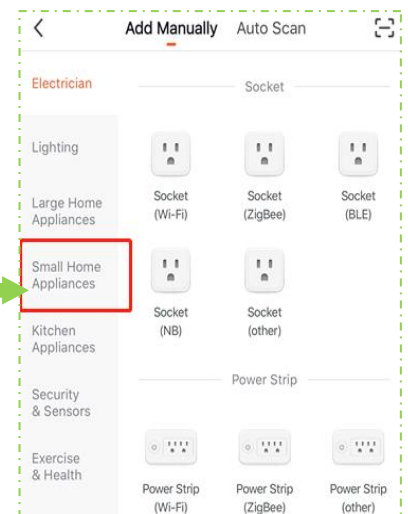 Add Manually Auto Scan
Electrician
Lighting
Large Home
Appliances
Small Home
Appliances
Kitchen
Appliances
Security
& Sensors
Exercise
& Health
Socket
Socket Socket Socket
(Wi-Fi) (ZigBee) (BLE)
Socket Socket
(NB) (other)
Power Strip
Power Strip Power Strip Power Strip
(Wi-Fi) (ZigBee) (other)